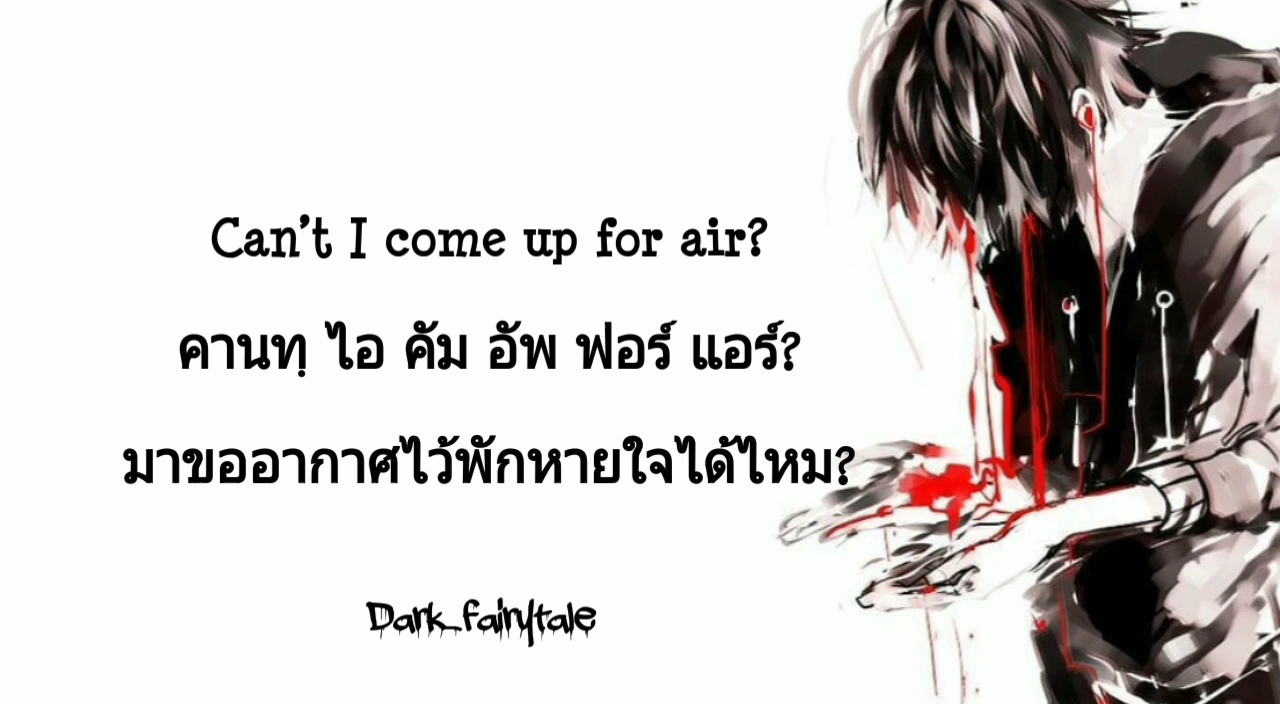 Can't I come up for air?
คานทฺ ไอ คัม อัพ ฟอร์ แอร์?
มาขออากาศไว้พักหายใจได้ไหม?
Dark_fairytale